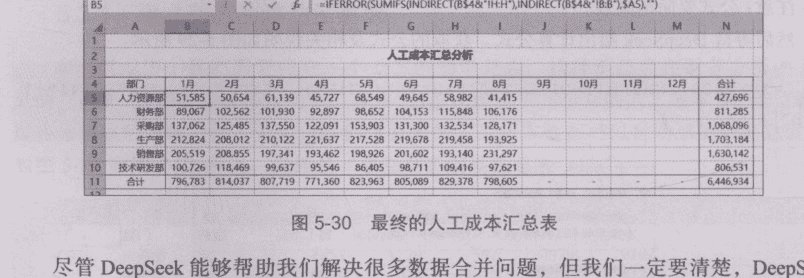 B5 =IFERROR(SUMIFS(INDIRECT(B$4&"!H:H"),INDIRECT(B$4&"!B:B"),$A5),"")
A B C D E F G H I J K L M N
1
2 人工成本汇总分析
3
4 部门 1月 2月 3月 4月 5月 6月 7月 8月 9月 10月 11月 12月 合计
5 人力资源部 51,585 50,654 61,139 45,727 68,549 49,645 58,982 41,415 427,696
6 财务部 89,067 102,562 101,930 92,897 98,652 104,153 115,848 106,176 811,285
7 采购部 137,062 125,485 137,550 122,091 153,903 131,300 132,534 128,171 1,068,096
8 生产部 212,824 208,012 210,122 221,637 217,528 219,678 219,458 193,925 1,703,184
9 销售部 205,519 208,855 197,341 193,462 198,926 201,602 193,140 231,297 1,630,142
10 技术研发部 100,726 118,469 99,637 95,546 86,405 98,711 109,416 97,621 806,531
11 合计 796,783 814,037 807,719 771,360 823,963 805,089 829,378 798,605 - - - - 6,446,934
图 5-30 最终的人工成本汇总表
尽管 DeepSeek 能够帮助我们解决很多数据合并问题，但我们一定要清楚，DeepS